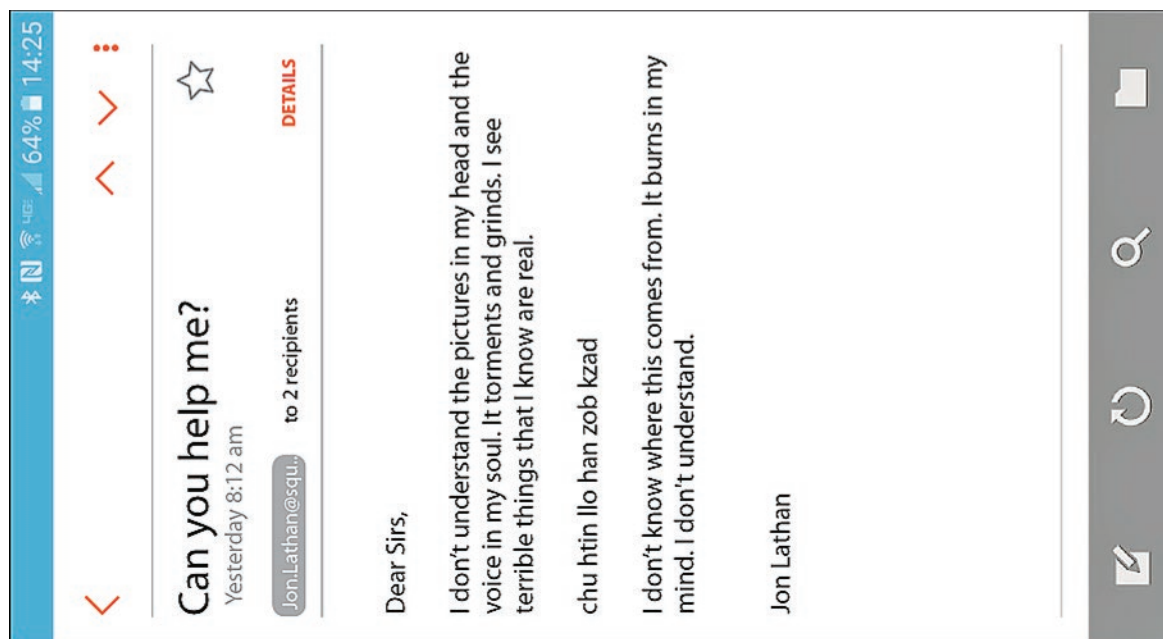 64% 14:25
Can you help me?
Yesterday 8:12 am
Jon.Lathan@squ.. to 2 recipients DETAILS
Dear Sirs,
I don't understand the pictures in my head and the
voice in my soul. It torments and grinds. I see
terrible things that I know are real.
chu htin llo han zob kzad
I don't know where this comes from. It burns in my
mind. I don't understand.
Jon Lathan